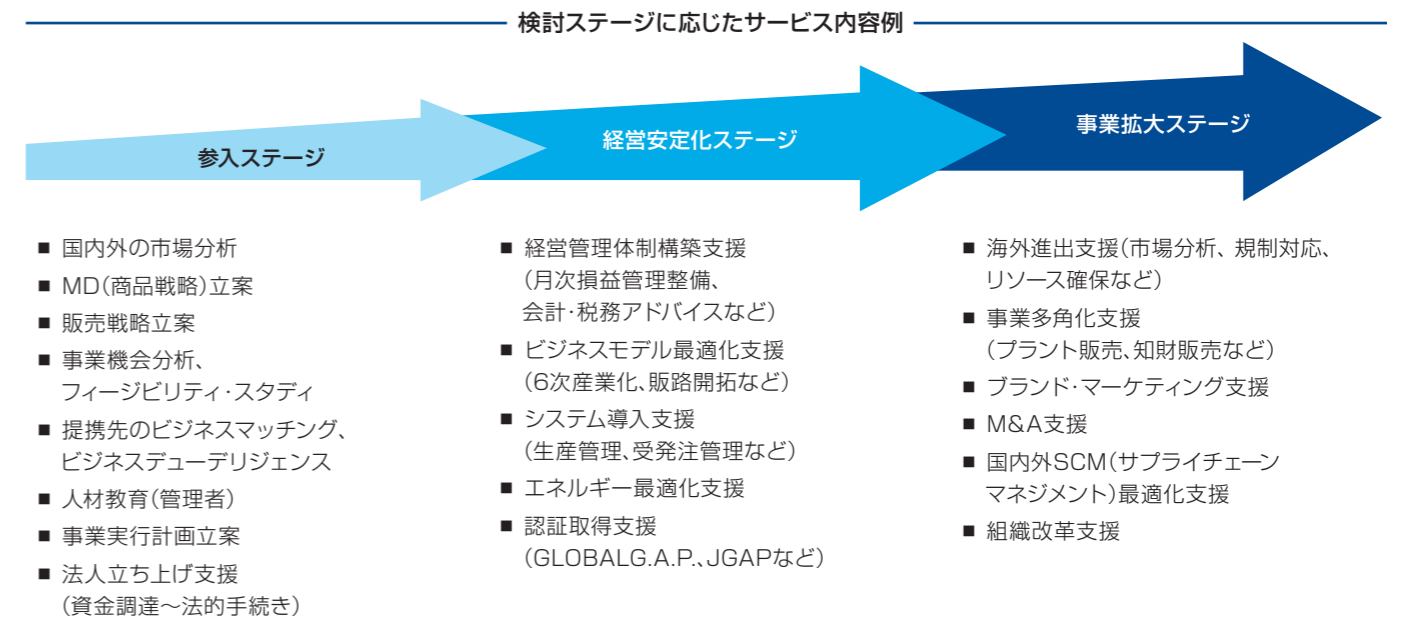 検討ステージに応じたサービス内容例
参入ステージ
経営安定化ステージ
事業拡大ステージ
■ 国内外の市場分析
■ MD（商品戦略）立案
■ 販売戦略立案
■ 事業機会分析、
フィージビリティ・スタディ
■ 提携先のビジネスマッチング、
ビジネスデューデリジェンス
■ 人材教育（管理者）
■ 事業実行計画立案
■ 法人立ち上げ支援
（資金調達～法的手続き）
■ 経営管理体制構築支援
（月次損益管理整備、
会計・税務アドバイスなど）
■ ビジネスモデル最適化支援
（6次産業化、販路開拓など）
■ システム導入支援
（生産管理、受発注管理など）
■ エネルギー最適化支援
■ 認証取得支援
（GLOBALG.A.P.、JGAPなど）
■ 海外進出支援（市場分析、規制対応、
リソース確保など）
■ 事業多角化支援
（プラント販売、知財販売など）
■ ブランド・マーケティング支援
■ M&A支援
■ 国内外SCM（サプライチェーン
マネジメント）最適化支援
■ 組織改革支援